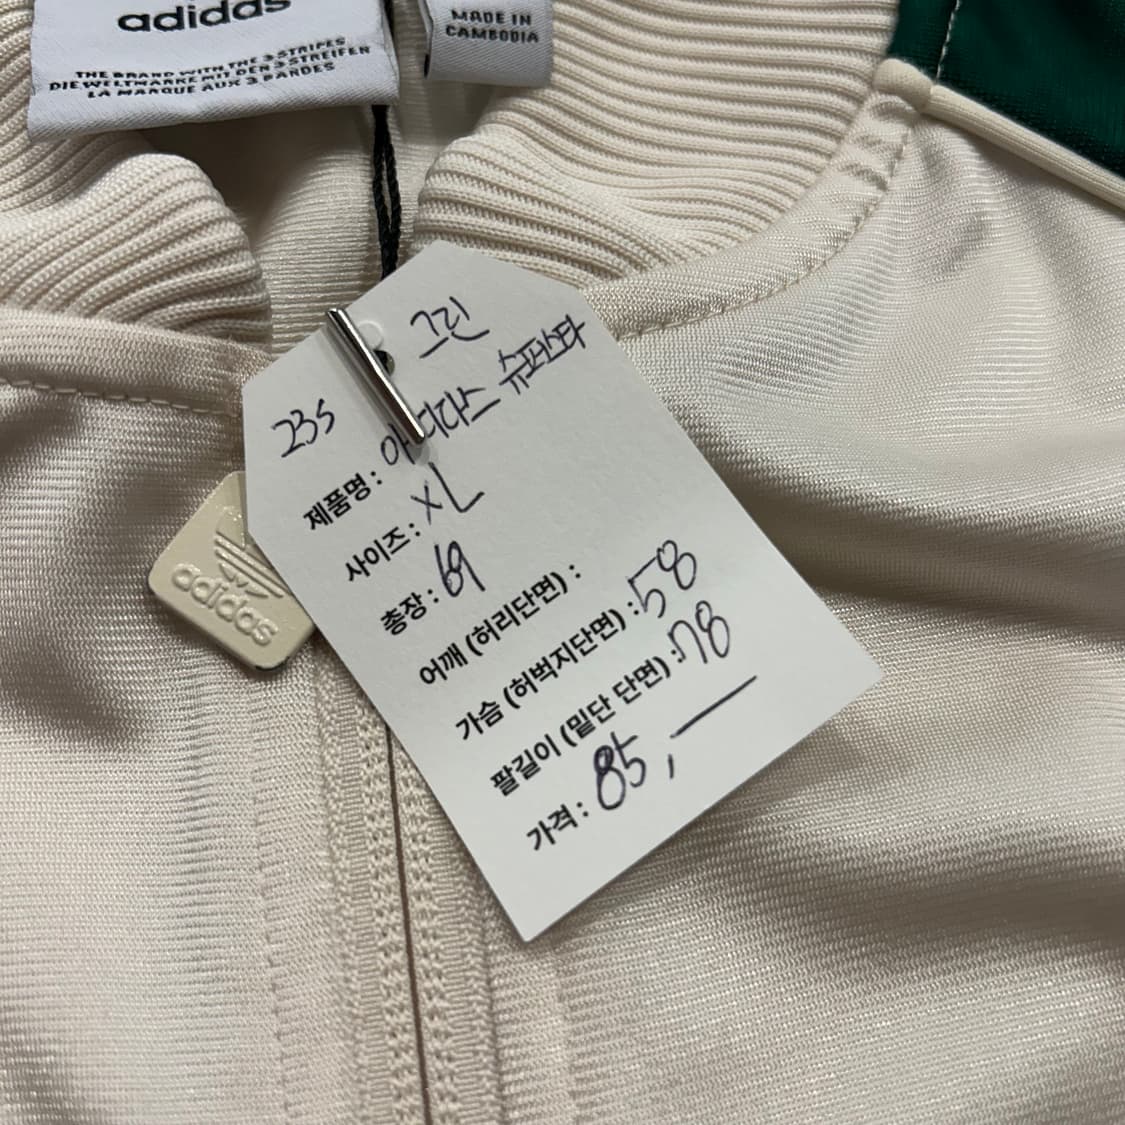 adidas
THE BRAND WITH THE 3 STRIPES
DIE WELTMARKE MIT DEN 3 STREIFEN
LA MARQUE AUX 3 BANDES
MADE IN
CAMBODIA
그린
23S
제품명 : 아디다스 슈퍼스타
사이즈 : XL
총장 : 69
어깨 (허리단면) :
가슴 (허벅지단면) : 58
팔길이 (밑단 단면) : 78
가격 : 85,—
adidas